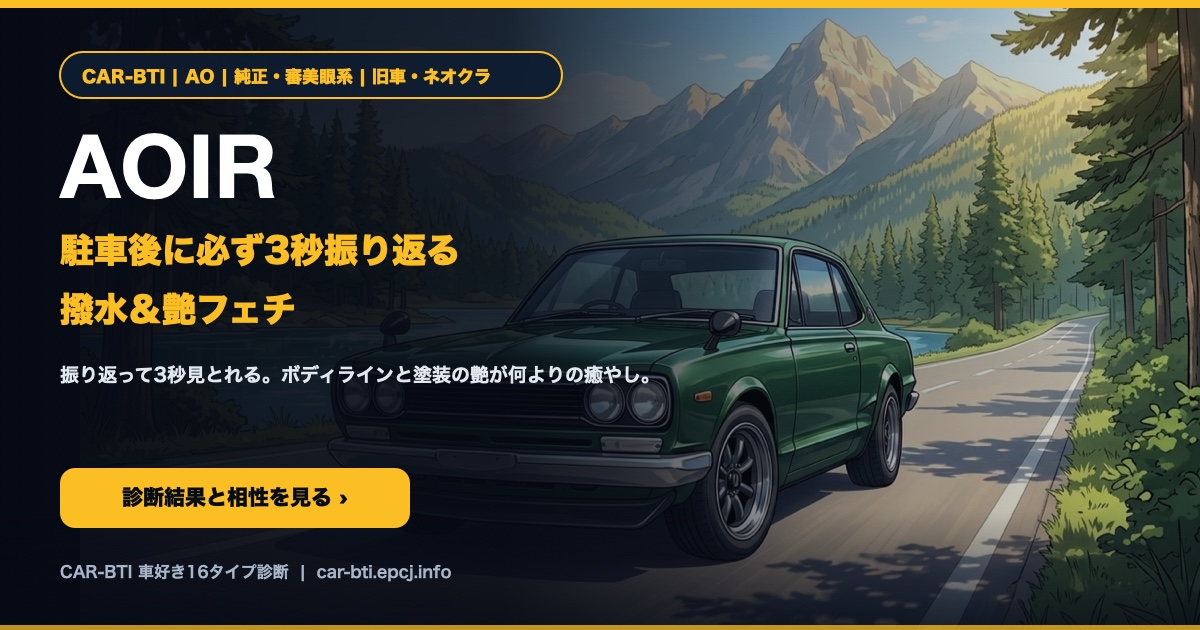 CAR-BTI | AO | 純正・審美眼系 | 旧車・ネオクラ
AOIR
駐車後に必ず3秒振り返る
撥水&艶フェチ
振り返って3秒見とれる。ボディラインと塗装の艶が何よりの癒やし。
診断結果と相性を見る ›
CAR-BTI 車好き16タイプ診断 | car-bti.epcj.info